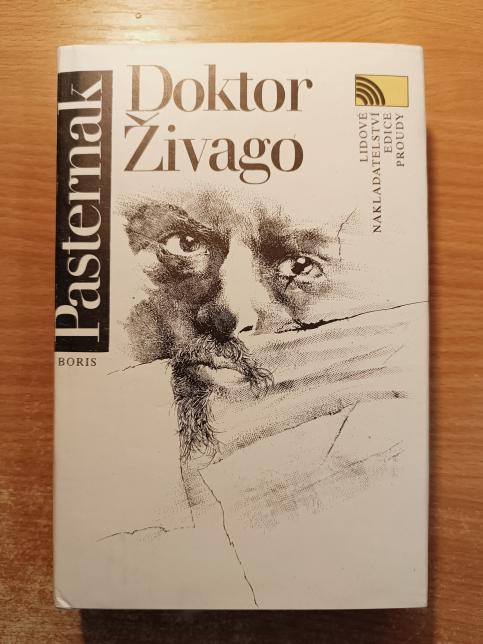 Doktor
Živago
Pasternak
BORIS
LIDOVÉ
NAKLADATELSTVÍ
EDICE
PROUDY